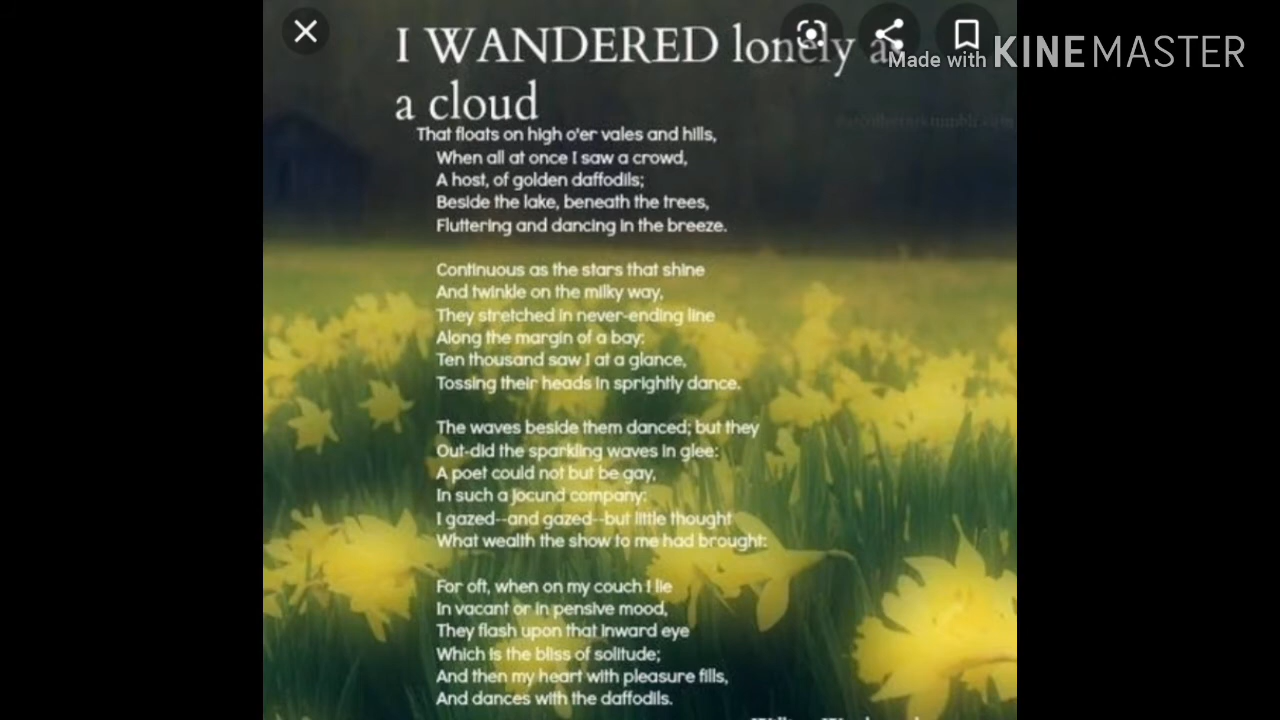 I WANDERED lonely as
Made with KINEMASTER
a cloud
That floats on high o'er vales and hills,
When all at once I saw a crowd,
A host, of golden daffodils;
Beside the lake, beneath the trees,
Fluttering and dancing in the breeze.
Continuous as the stars that shine
And twinkle on the milky way,
They stretched in never-ending line
Along the margin of a bay:
Ten thousand saw I at a glance,
Tossing their heads in sprightly dance.
The waves beside them danced; but they
Out-did the sparkling waves in glee:
A poet could not but be gay,
In such a jocund company:
I gazed--and gazed--but little thought
What wealth the show to me had brought:
For oft, when on my couch I lie
In vacant or in pensive mood,
They flash upon that inward eye
Which is the bliss of solitude;
And then my heart with pleasure fills,
And dances with the daffodils.